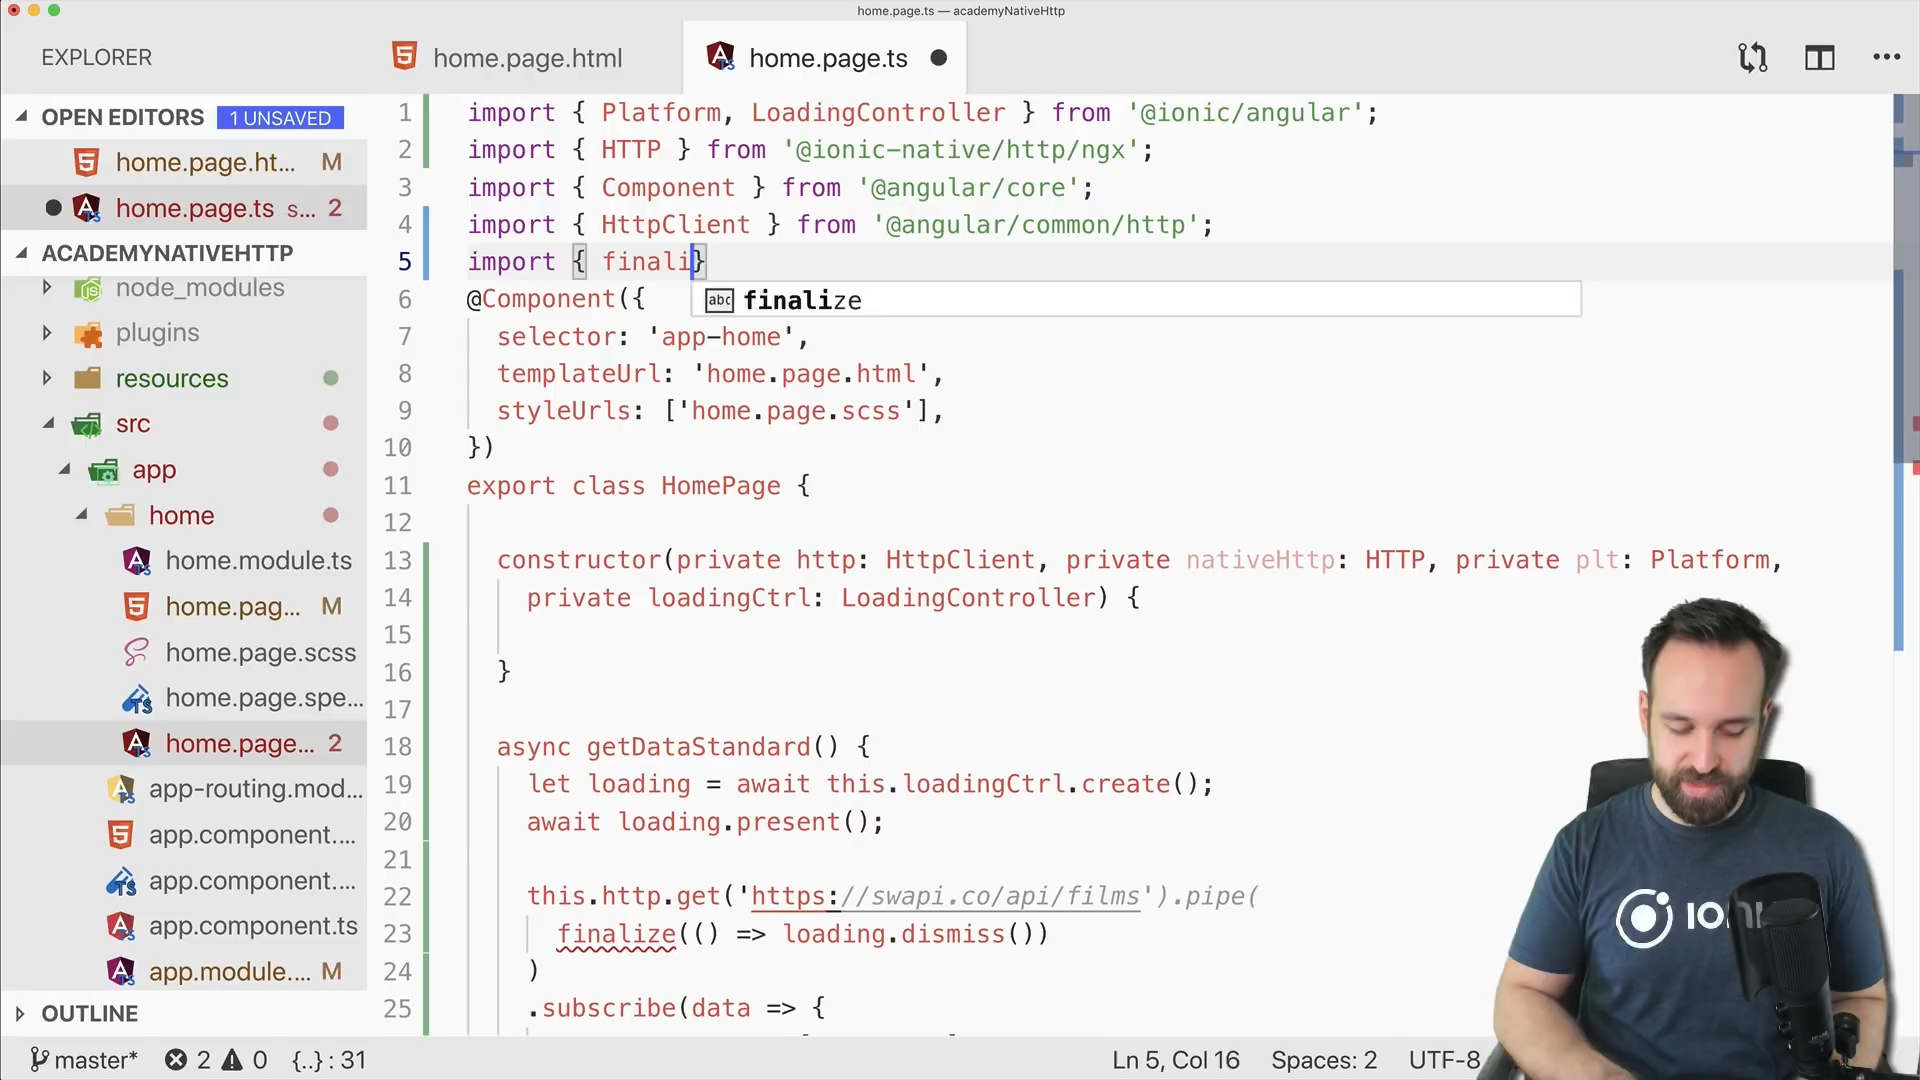 home.page.ts — academyNativeHttp
EXPLORER
home.page.html
home.page.ts
OPEN EDITORS 1 UNSAVED
home.page.ht... M
home.page.ts s... 2
ACADEMYNATIVEHTTP
node_modules
plugins
resources
src
app
home
home.module.ts
home.pag... M
home.page.scss
home.page.spe...
home.page... 2
app-routing.mod...
app.component....
app.component....
app.component.ts
app.module.... M
OUTLINE
1 import { Platform, LoadingController } from '@ionic/angular';
2 import { HTTP } from '@ionic-native/http/ngx';
3 import { Component } from '@angular/core';
4 import { HttpClient } from '@angular/common/http';
5 import { finali}
abc finalize
6 @Component({
7 selector: 'app-home',
8 templateUrl: 'home.page.html',
9 styleUrls: ['home.page.scss'],
10 })
11 export class HomePage {
12
13 constructor(private http: HttpClient, private nativeHttp: HTTP, private plt: Platform,
14 private loadingCtrl: LoadingController) {
15
16 }
17
18 async getDataStandard() {
19 let loading = await this.loadingCtrl.create();
20 await loading.present();
21
22 this.http.get('https://swapi.co/api/films').pipe(
23 finalize(() => loading.dismiss())
24 )
25 .subscribe(data => {
master* 2 0 {..} : 31
Ln 5, Col 16 Spaces: 2 UTF-8